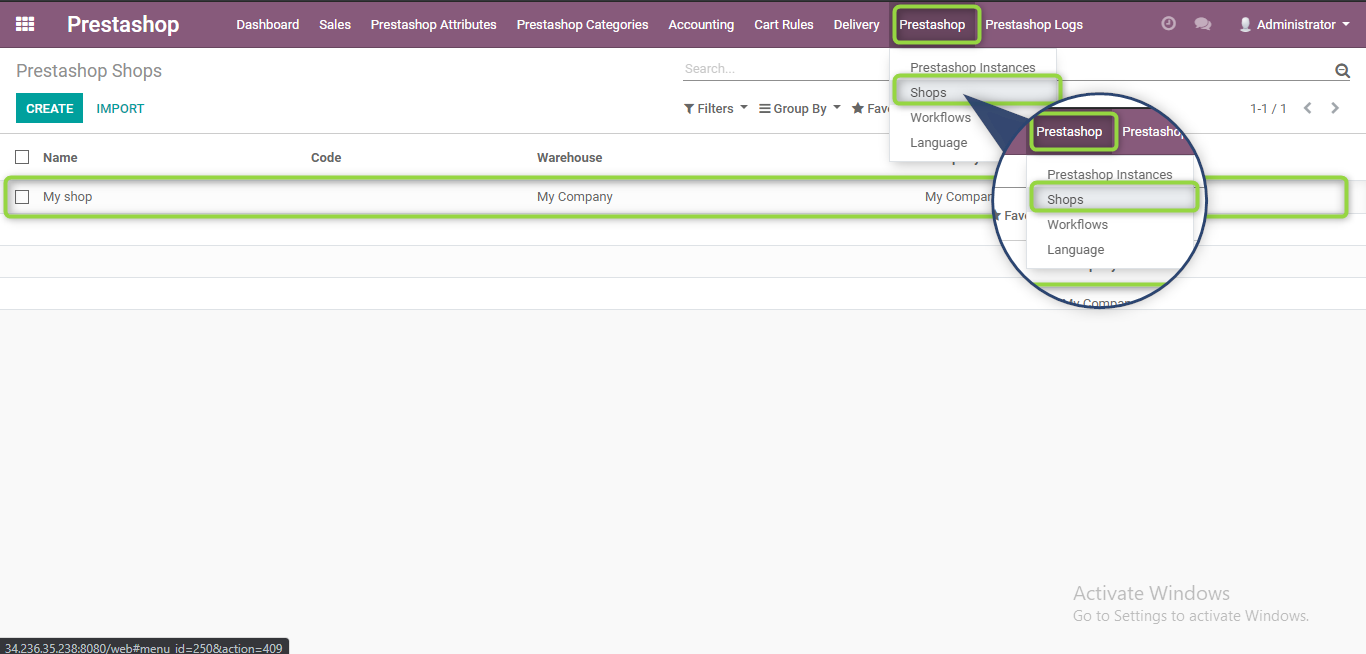 Prestashop Dashboard Sales Prestashop Attributes Prestashop Categories Accounting Cart Rules Delivery Prestashop Prestashop Logs Administrator
Prestashop Shops Search...
Prestashop Instances
Shops
Workflows
Language
CREATE IMPORT Filters Group By Fav 1-1 / 1
Name Code Warehouse
My shop My Company My Compan
Prestashop Prestashop
Prestashop Instances
Shops
Fav
Workflows
Language
My Compan
Activate Windows
Go to Settings to activate Windows.
34.236.35.238:8080/web#menu_id=250&action=409